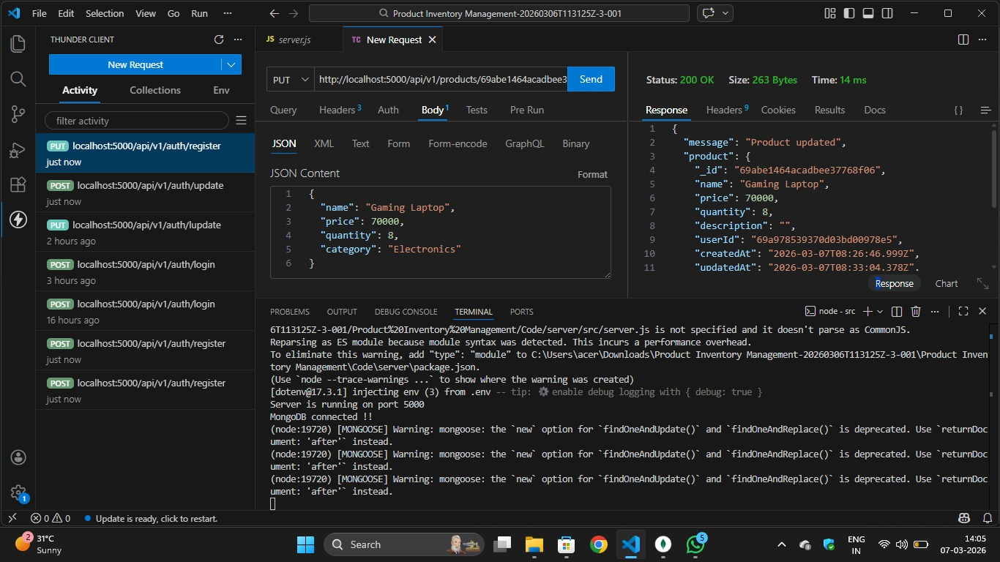 File Edit Selection View Go Run ···
Product Inventory Management-20260306T113125Z-3-001
THUNDER CLIENT
New Request
Activity Collections Env
filter activity
PUT localhost:5000/api/v1/auth/register
just now
POST localhost:5000/api/v1/auth/update
just now
PUT localhost:5000/api/v1/auth/lupdate
2 hours ago
POST localhost:5000/api/v1/auth/login
3 hours ago
POST localhost:5000/api/v1/auth/login
16 hours ago
POST localhost:5000/api/v1/auth/register
just now
POST localhost:5000/api/v1/auth/register
just now
1
JS server.js
TC New Request
PUT http://localhost:5000/api/v1/products/69abe1464acadbee3 Send
Query Headers 3 Auth Body 1 Tests Pre Run
JSON XML Text Form Form-encode GraphQL Binary
JSON Content Format
1 {
2 "name": "Gaming Laptop",
3 "price": 70000,
4 "quantity": 8,
5 "category": "Electronics"
6 }
Status: 200 OK Size: 263 Bytes Time: 14 ms
Response Headers 9 Cookies Results Docs {}
1 {
2 "message": "Product updated",
3 "product": {
4 "_id": "69abe1464acadbee37768f06",
5 "name": "Gaming Laptop",
6 "price": 70000,
7 "quantity": 8,
8 "description": "",
9 "userId": "69a978539370d03bd00978e5",
10 "createdAt": "2026-03-07T08:26:46.999Z",
11 "updatedAt": "2026-03-07T08:33:04.378Z".
Response Chart
PROBLEMS OUTPUT DEBUG CONSOLE TERMINAL PORTS
node - src
6T113125Z-3-001/Product%20Inventory%20Management/Code/server/src/server.js is not specified and it doesn't parse as CommonJS.
Reparsing as ES module because module syntax was detected. This incurs a performance overhead.
To eliminate this warning, add "type": "module" to C:\Users\acer\Downloads\Product Inventory Management-20260306T113125Z-3-001\Product Inven
tory Management\Code\server\package.json.
(Use `node --trace-warnings ...` to show where the warning was created)
[dotenv@17.3.1] injecting env (3) from .env -- tip: ⚙ enable debug logging with { debug: true }
Server is running on port 5000
MongoDB connected !!
(node:19720) [MONGOOSE] Warning: mongoose: the `new` option for `findOneAndUpdate()` and `findOneAndReplace()` is deprecated. Use `returnDoc
ument: 'after'` instead.
(node:19720) [MONGOOSE] Warning: mongoose: the `new` option for `findOneAndUpdate()` and `findOneAndReplace()` is deprecated. Use `returnDoc
ument: 'after'` instead.
(node:19720) [MONGOOSE] Warning: mongoose: the `new` option for `findOneAndUpdate()` and `findOneAndReplace()` is deprecated. Use `returnDoc
ument: 'after'` instead.
0 0 Update is ready, click to restart.
2 31°C
Sunny
Search
5
ENG
IN
14:05
07-03-2026